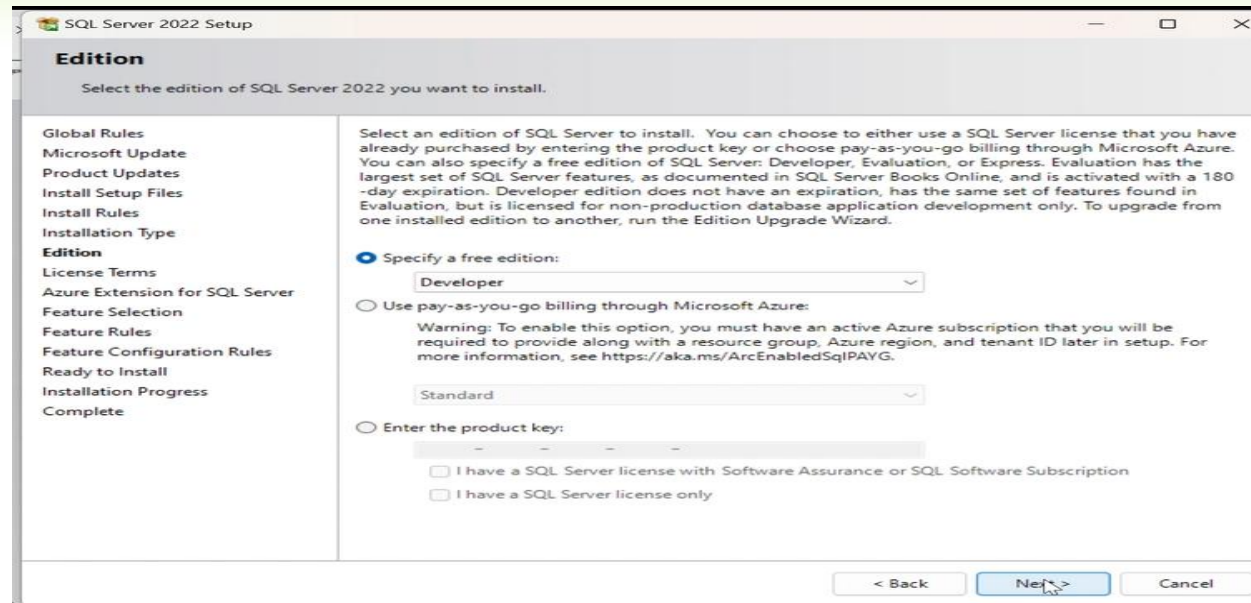 SQL Server 2022 Setup
Edition
Select the edition of SQL Server 2022 you want to install.
Global Rules
Microsoft Update
Product Updates
Install Setup Files
Install Rules
Installation Type
Edition
License Terms
Azure Extension for SQL Server
Feature Selection
Feature Rules
Feature Configuration Rules
Ready to Install
Installation Progress
Complete
Select an edition of SQL Server to install. You can choose to either use a SQL Server license that you have
already purchased by entering the product key or choose pay-as-you-go billing through Microsoft Azure.
You can also specify a free edition of SQL Server: Developer, Evaluation, or Express. Evaluation has the
largest set of SQL Server features, as documented in SQL Server Books Online, and is activated with a 180
-day expiration. Developer edition does not have an expiration, has the same set of features found in
Evaluation, but is licensed for non-production database application development only. To upgrade from
one installed edition to another, run the Edition Upgrade Wizard.
Specify a free edition:
Developer
Use pay-as-you-go billing through Microsoft Azure:
Warning: To enable this option, you must have an active Azure subscription that you will be
required to provide along with a resource group, Azure region, and tenant ID later in setup. For
more information, see https://aka.ms/ArcEnabledSqlPAYG.
Standard
Enter the product key:
- - - -
I have a SQL Server license with Software Assurance or SQL Software Subscription
I have a SQL Server license only
< Back
Next >
Cancel